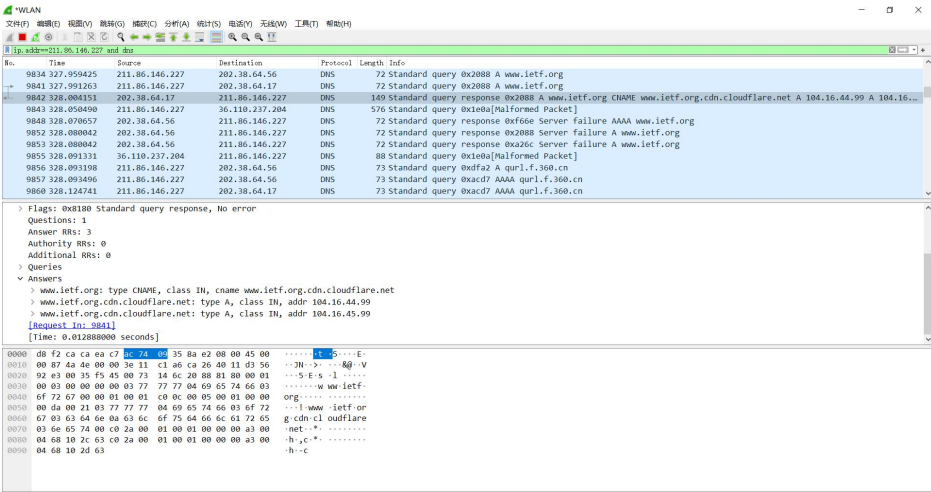 *WLAN
文件(F) 编辑(E) 视图(V) 跳转(G) 捕获(C) 分析(A) 统计(S) 电话(Y) 无线(W) 工具(T) 帮助(H)
ip.addr==211.86.146.227 and dns
No. Time Source Destination Protocol Length Info
9834 327.959425 211.86.146.227 202.38.64.56 DNS 72 Standard query 0x2088 A www.ietf.org
9841 327.991263 211.86.146.227 202.38.64.17 DNS 72 Standard query 0x2088 A www.ietf.org
9842 328.004151 202.38.64.17 211.86.146.227 DNS 149 Standard query response 0x2088 A www.ietf.org CNAME www.ietf.org.cdn.cloudflare.net A 104.16.44.99 A 104.16...
9843 328.050490 211.86.146.227 36.110.237.204 DNS 576 Standard query 0x1e0a[Malformed Packet]
9848 328.070657 202.38.64.56 211.86.146.227 DNS 72 Standard query response 0xf66e Server failure AAAA www.ietf.org
9852 328.080042 202.38.64.56 211.86.146.227 DNS 72 Standard query response 0x2088 Server failure A www.ietf.org
9853 328.080042 202.38.64.56 211.86.146.227 DNS 72 Standard query response 0xa26c Server failure A www.ietf.org
9855 328.091331 36.110.237.204 211.86.146.227 DNS 88 Standard query 0x1e0a[Malformed Packet]
9856 328.093198 211.86.146.227 202.38.64.56 DNS 73 Standard query 0xdfa2 A qurl.f.360.cn
9857 328.093496 211.86.146.227 202.38.64.56 DNS 73 Standard query 0xacd7 AAAA qurl.f.360.cn
9860 328.124741 211.86.146.227 202.38.64.17 DNS 73 Standard query 0xacd7 AAAA qurl.f.360.cn
Flags: 0x8180 Standard query response, No error
Questions: 1
Answer RRs: 3
Authority RRs: 0
Additional RRs: 0
Queries
Answers
www.ietf.org: type CNAME, class IN, cname www.ietf.org.cdn.cloudflare.net
www.ietf.org.cdn.cloudflare.net: type A, class IN, addr 104.16.44.99
www.ietf.org.cdn.cloudflare.net: type A, class IN, addr 104.16.45.99
[Request In: 9841]
[Time: 0.012888000 seconds]
0000 d8 f2 ca ca ea c7 ac 74 09 35 8a e2 08 00 45 00 ·······t ·5····E·
0010 00 87 4a 4e 00 00 3e 11 c1 a6 ca 26 40 11 d3 56 ··JN··>· ···&@··V
0020 92 e3 00 35 f5 45 00 73 14 6c 20 88 81 80 00 01 ···5·E·s ·l ·····
0030 00 03 00 00 00 00 03 77 77 77 04 69 65 74 66 03 ·······w ww·ietf·
0040 6f 72 67 00 00 01 00 01 c0 0c 00 05 00 01 00 00 org····· ········
0050 00 da 00 21 03 77 77 77 04 69 65 74 66 03 6f 72 ···!·www ·ietf·or
0060 67 03 63 64 6e 0a 63 6c 6f 75 64 66 6c 61 72 65 g·cdn·cl oudflare
0070 03 6e 65 74 00 c0 2a 00 01 00 01 00 00 00 a3 00 ·net··*· ········
0080 04 68 10 2c 63 c0 2a 00 01 00 01 00 00 00 a3 00 ·h·,c·*· ········
0090 04 68 10 2d 63 ·h·-c